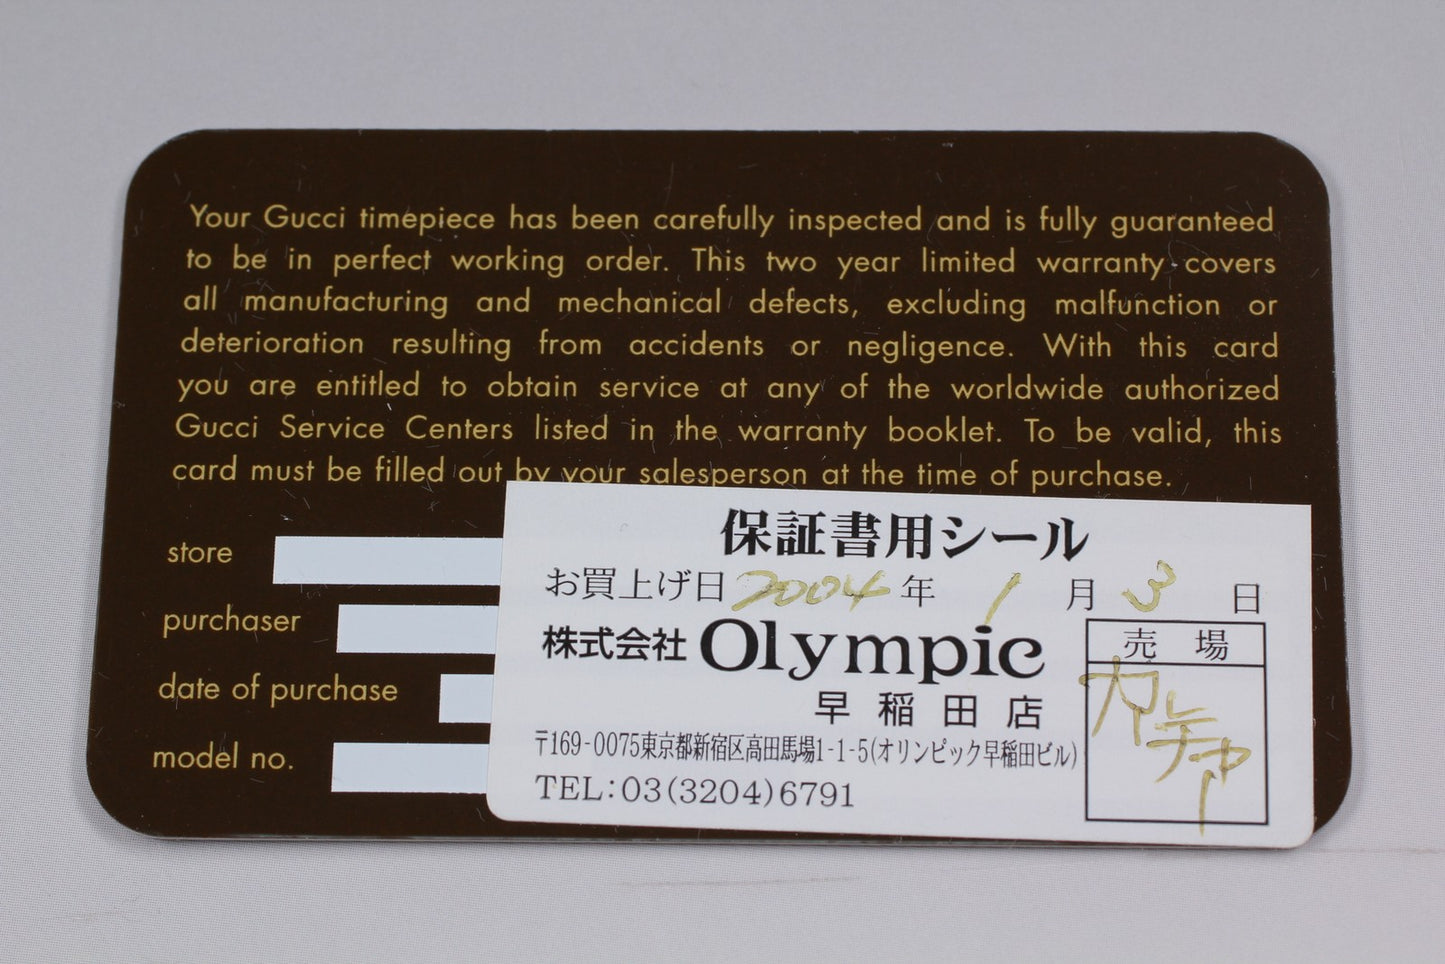 Your Gucci timepiece has been carefully inspected and is fully guaranteed
to be in perfect working order. This two year limited warranty covers
all manufacturing and mechanical defects, excluding malfunction or
deterioration resulting from accidents or negligence. With this card
you are entitled to obtain service at any of the worldwide authorized
Gucci Service Centers listed in the warranty booklet. To be valid, this
card must be filled out by your salesperson at the time of purchase.
store
purchaser
date of purchase
model no.
保証書用シール
お買上げ日 2004 年 1 月 3 日
株式会社 Olympic
早稲田店
〒169-0075東京都新宿区高田馬場1-1-5(オリンピック早稲田ビル)
TEL:03(3204)6791
売場